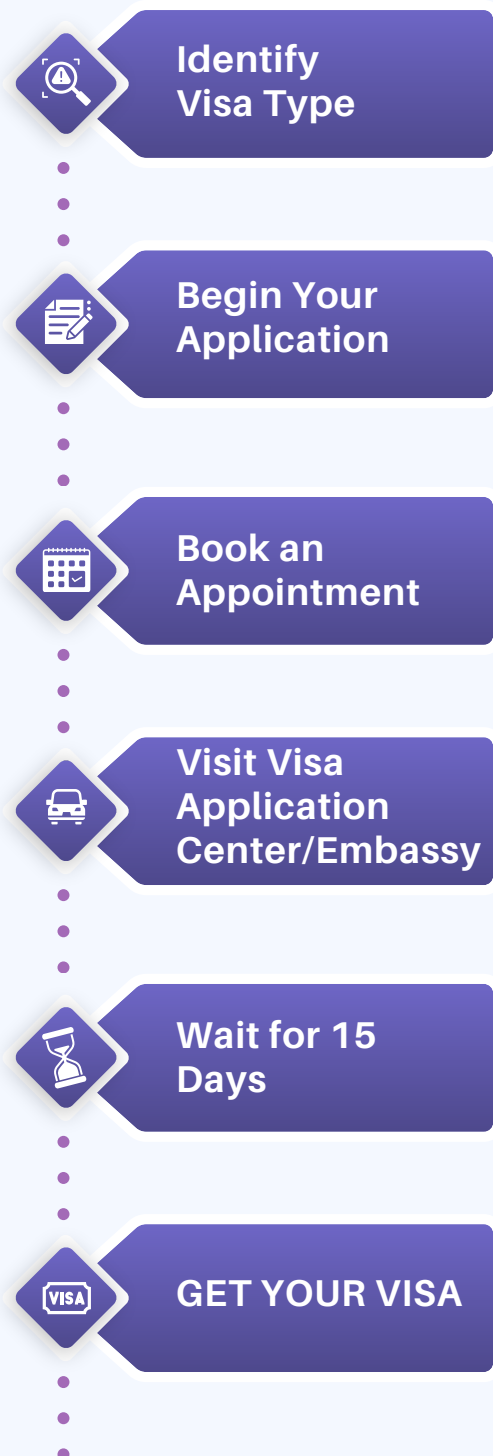 Identify
Visa Type
Begin Your
Application
Book an
Appointment
Visit Visa
Application
Center/Embassy
Wait for 15
Days
VISA
GET YOUR VISA